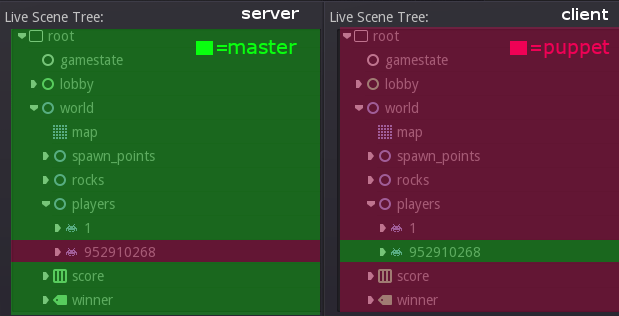 Live Scene Tree: server
root
=master
gamestate
lobby
world
map
spawn_points
rocks
players
1
952910268
score
winner
Live Scene Tree: client
root
=puppet
gamestate
lobby
world
map
spawn_points
rocks
players
1
952910268
score
winner